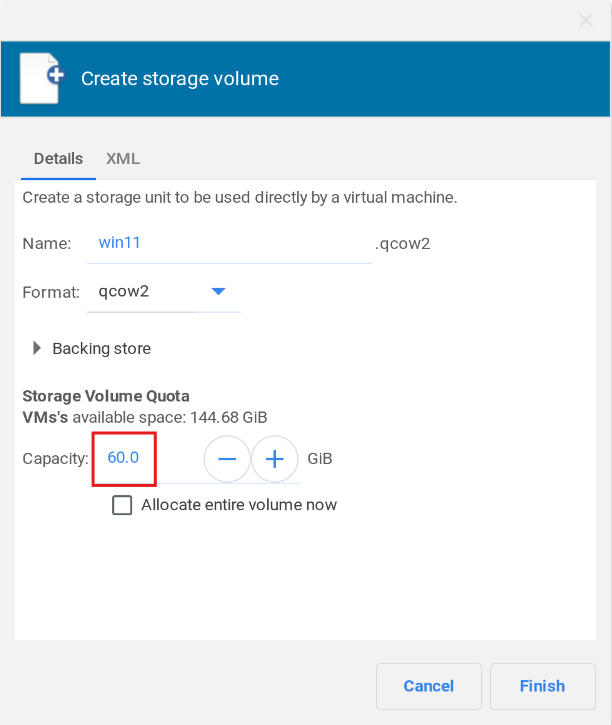 Create storage volume
Details XML
Create a storage unit to be used directly by a virtual machine.
Name: win11 .qcow2
Format: qcow2
Backing store
Storage Volume Quota
VMs's available space: 144.68 GiB
Capacity: 60.0 GiB
Allocate entire volume now
Cancel Finish